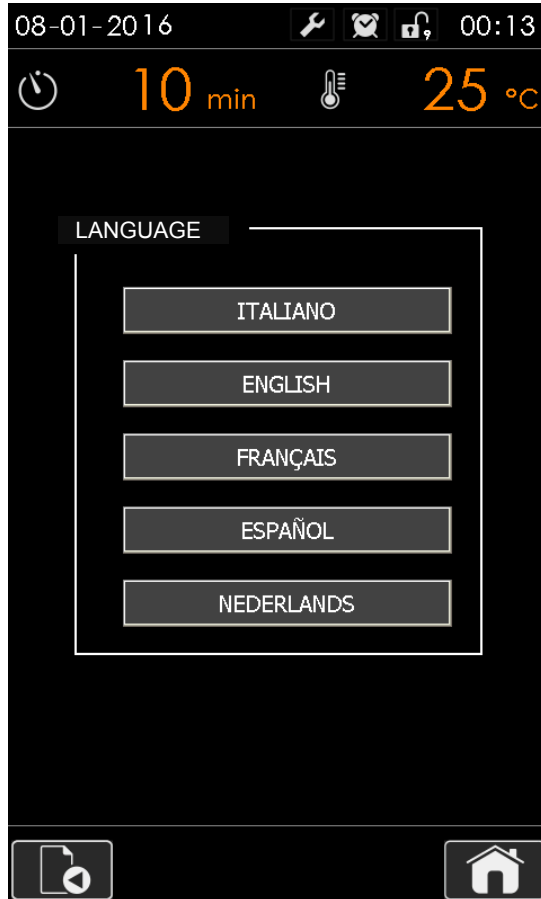 08-01-2016 00:13
10 min 25 °C
LANGUAGE
ITALIANO
ENGLISH
FRANÇAIS
ESPAÑOL
NEDERLANDS